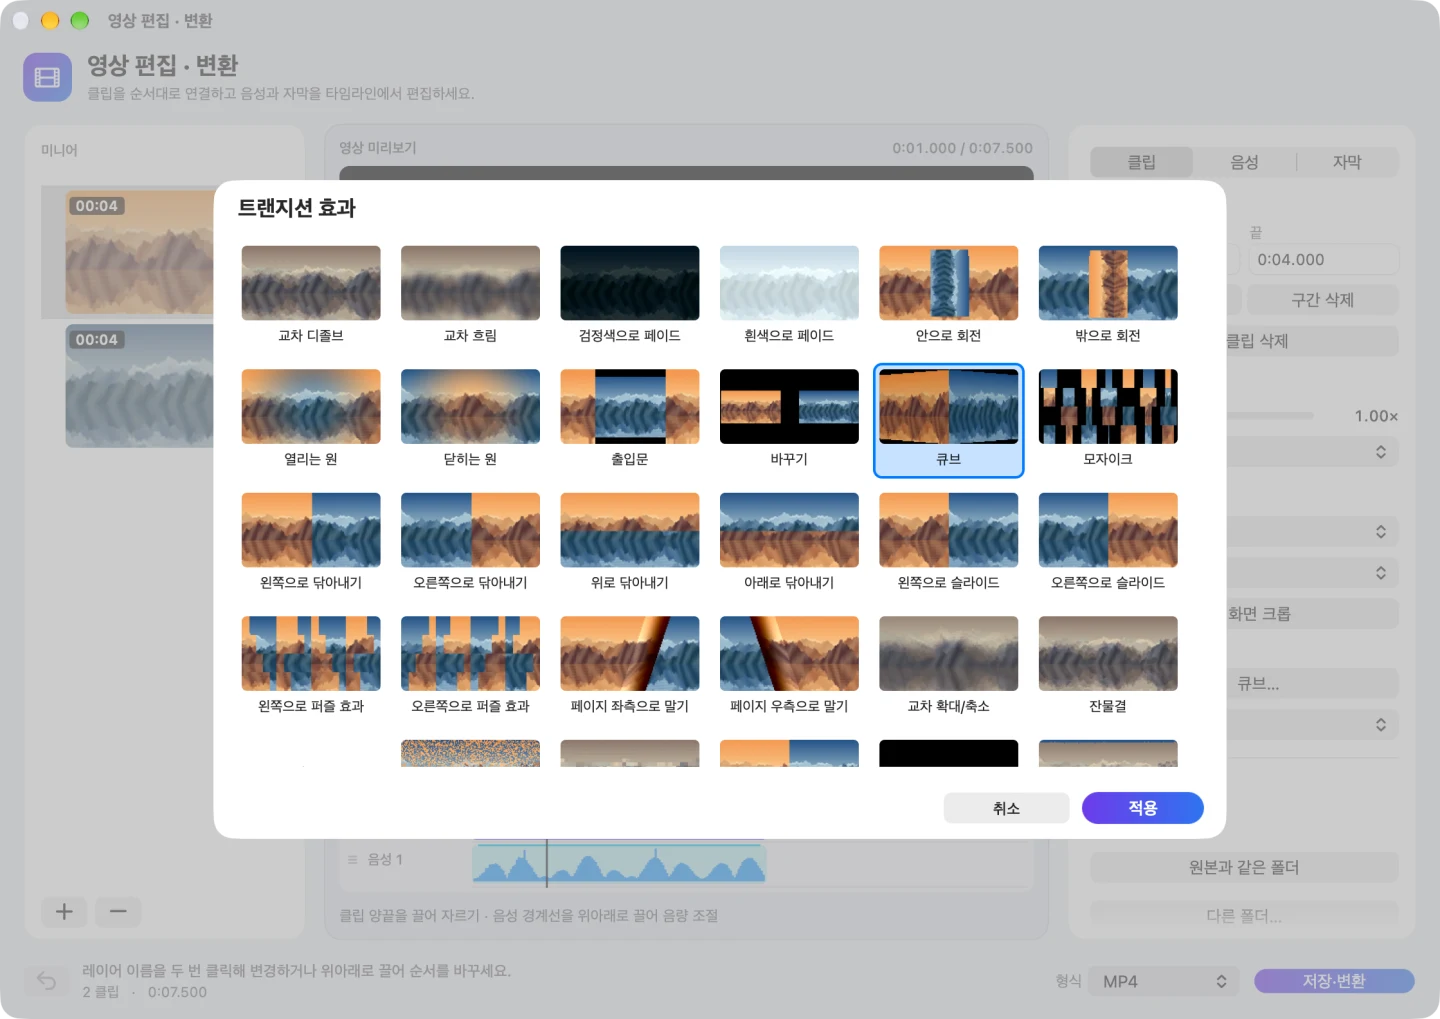 영상 편집 · 변환
영상 편집 · 변환
클립을 순서대로 연결하고 음성과 자막을 타임라인에서 편집하세요.
미니어
영상 미리보기
0:01.000 / 0:07.500
클립
음성
자막
00:04
00:04
끝
0:04.000
구간 삭제
클립 삭제
1.00×
화면 크롭
큐브...
트랜지션 효과
교차 디졸브
교차 흐림
검정색으로 페이드
흰색으로 페이드
안으로 회전
밖으로 회전
열리는 원
닫히는 원
출입문
바꾸기
큐브
모자이크
왼쪽으로 닦아내기
오른쪽으로 닦아내기
위로 닦아내기
아래로 닦아내기
왼쪽으로 슬라이드
오른쪽으로 슬라이드
왼쪽으로 퍼즐 효과
오른쪽으로 퍼즐 효과
페이지 좌측으로 말기
페이지 우측으로 말기
교차 확대/축소
잔물결
취소
적용
음성 1
클립 양끝을 끌어 자르기 · 음성 경계선을 위아래로 끌어 음량 조절
원본과 같은 폴더
다른 폴더...
레이어 이름을 두 번 클릭해 변경하거나 위아래로 끌어 순서를 바꾸세요.
2 클립 · 0:07.500
형식
MP4
저장·변환